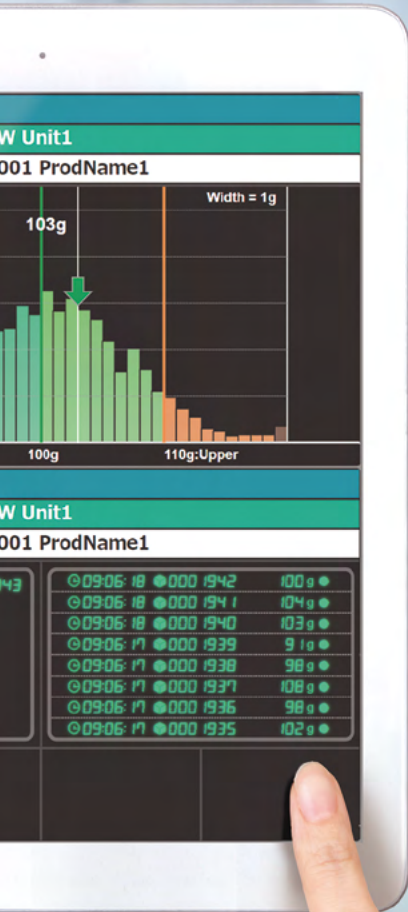 W Unit1
001 ProdName1
Width = 1g
103g
100g 110g:Upper
W Unit1
001 ProdName1
943
09:06:18 0001942 100g
09:06:18 0001941 104g
09:06:18 0001940 103g
09:06:17 0001939 91g
09:06:17 0001938 98g
09:06:17 0001937 108g
09:06:17 0001936 98g
09:06:17 0001935 102g